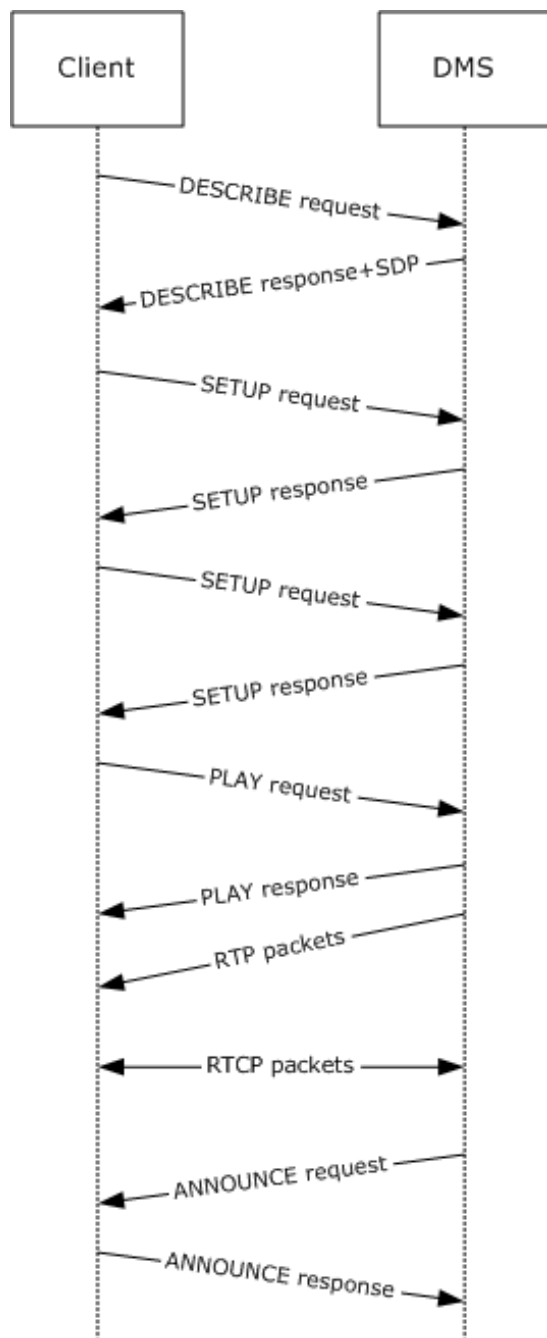 Client
DMS
DESCRIBE request
DESCRIBE response+SDP
SETUP request
SETUP response
SETUP request
SETUP response
PLAY request
PLAY response
RTP packets
RTCP packets
ANNOUNCE request
ANNOUNCE response